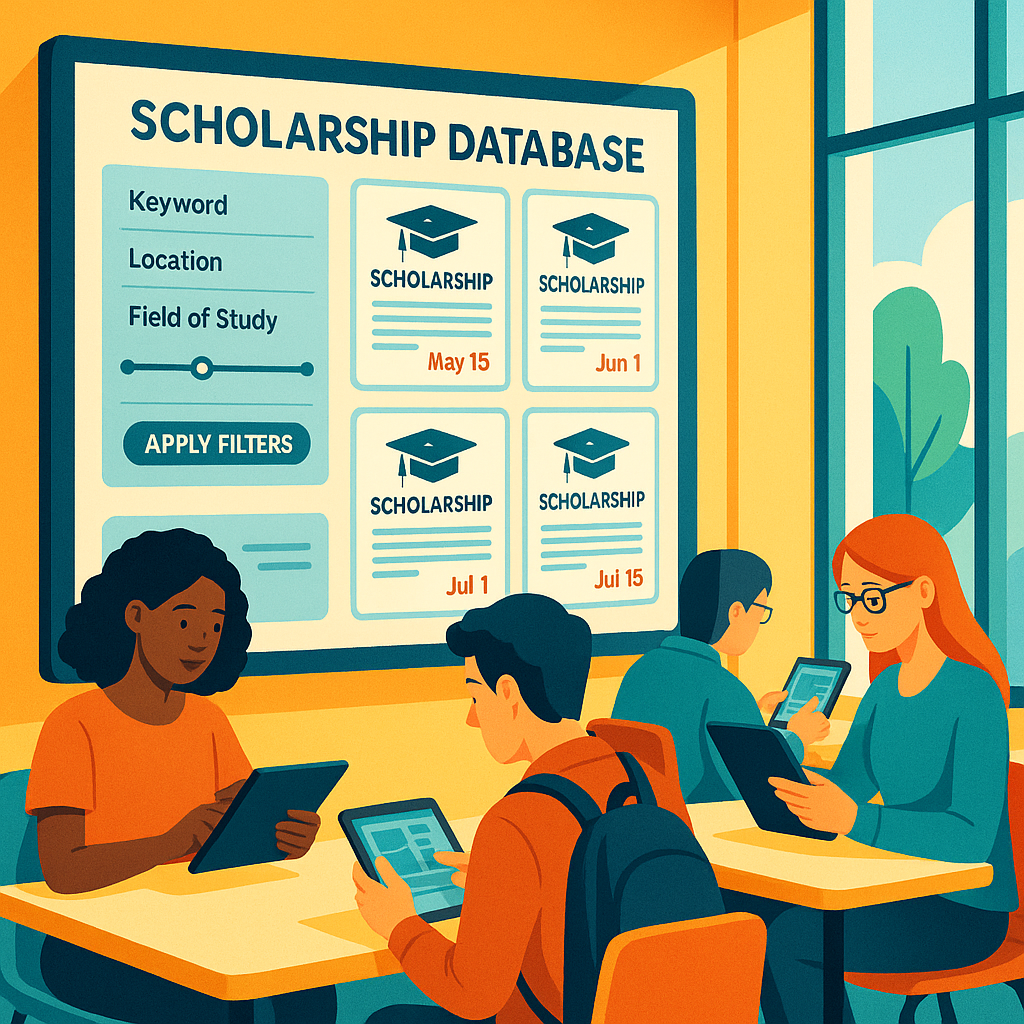 SCHOLARSHIP DATABASE
Keyword
Location
Field of Study
APPLY FILTERS
SCHOLARSHIP
May 15
SCHOLARSHIP
Jun 1
SCHOLARSHIP
Jul 1
SCHOLARSHIP
Jui 15